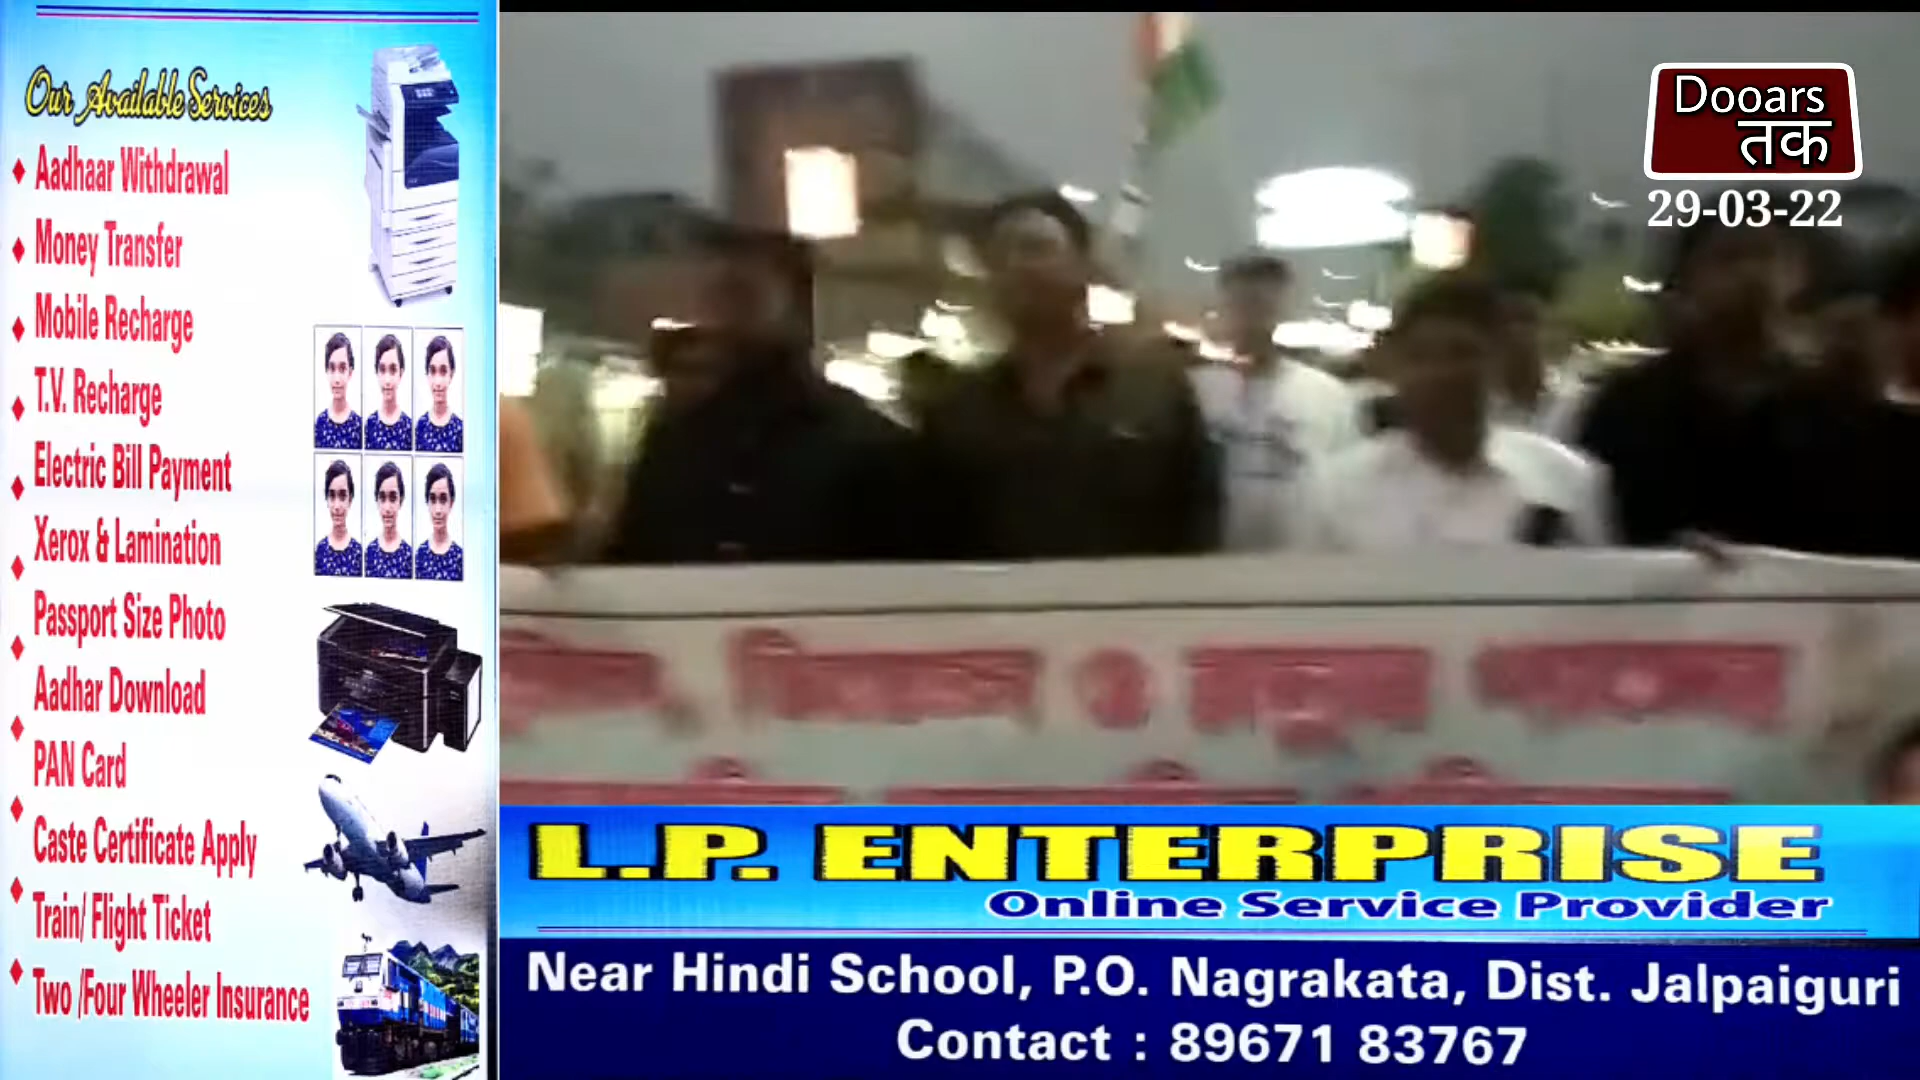 Our Available Services
Aadhaar Withdrawal
Money Transfer
Mobile Recharge
T.V. Recharge
Electric Bill Payment
Xerox & Lamination
Passport Size Photo
Aadhar Download
PAN Card
Caste Certificate Apply
Train/ Flight Ticket
Two /Four Wheeler Insurance
Dooars
तक
29-03-22
L.P. ENTERPRISE
Online Service Provider
Near Hindi School, P.O. Nagrakata, Dist. Jalpaiguri
Contact : 89671 83767